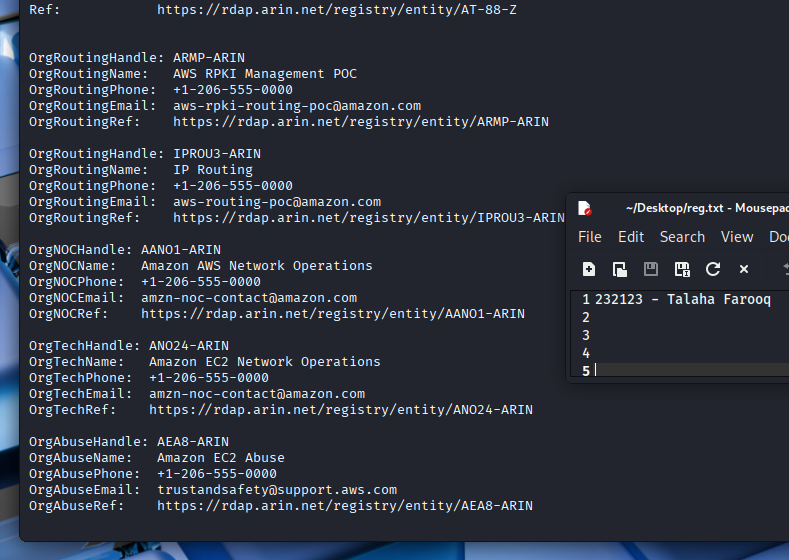 Ref: https://rdap.arin.net/registry/entity/AT-88-Z
OrgRoutingHandle: ARMP-ARIN
OrgRoutingName: AWS RPKI Management POC
OrgRoutingPhone: +1-206-555-0000
OrgRoutingEmail: aws-rpki-routing-poc@amazon.com
OrgRoutingRef: https://rdap.arin.net/registry/entity/ARMP-ARIN
OrgRoutingHandle: IPROU3-ARIN
OrgRoutingName: IP Routing
OrgRoutingPhone: +1-206-555-0000
OrgRoutingEmail: aws-routing-poc@amazon.com
OrgRoutingRef: https://rdap.arin.net/registry/entity/IPROU3-ARIN
OrgNOCHandle: AANO1-ARIN
OrgNOCName: Amazon AWS Network Operations
OrgNOCPhone: +1-206-555-0000
OrgNOCEmail: amzn-noc-contact@amazon.com
OrgNOCRef: https://rdap.arin.net/registry/entity/AANO1-ARIN
OrgTechHandle: ANO24-ARIN
OrgTechName: Amazon EC2 Network Operations
OrgTechPhone: +1-206-555-0000
OrgTechEmail: amzn-noc-contact@amazon.com
OrgTechRef: https://rdap.arin.net/registry/entity/ANO24-ARIN
OrgAbuseHandle: AEA8-ARIN
OrgAbuseName: Amazon EC2 Abuse
OrgAbusePhone: +1-206-555-0000
OrgAbuseEmail: trustandsafety@support.aws.com
OrgAbuseRef: https://rdap.arin.net/registry/entity/AEA8-ARIN
~/Desktop/reg.txt - Mousepad
File Edit Search View Do
1 232123 - Talaha Farooq
2
3
4
5